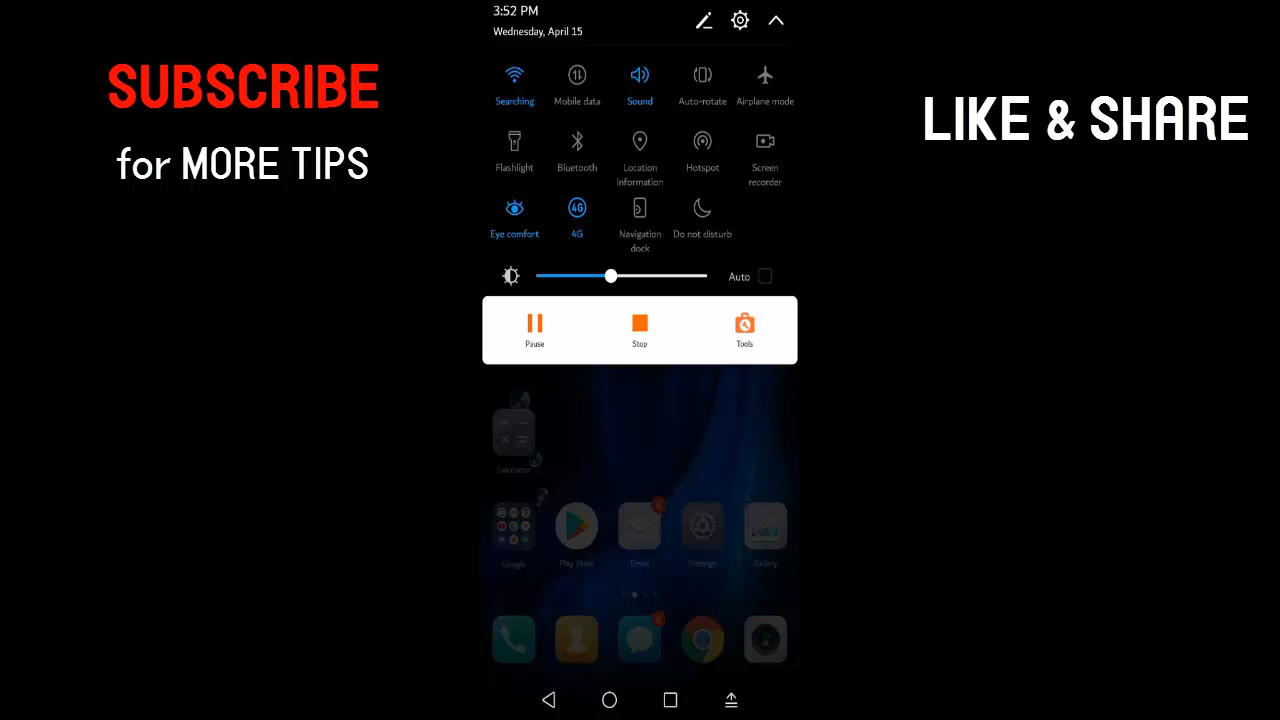 SUBSCRIBE
for MORE TIPS
LIKE & SHARE
3:52 PM
Wednesday, April 15
Searching
Mobile data
Sound
Auto-rotate
Airplane mode
Flashlight
Bluetooth
Location
information
Hotspot
Screen
recorder
Eye comfort
4G
4G
Navigation
dock
Do not disturb
Auto
Pause
Stop
Tools
Calculator
Google
Play Store
Email
Settings
Gallery